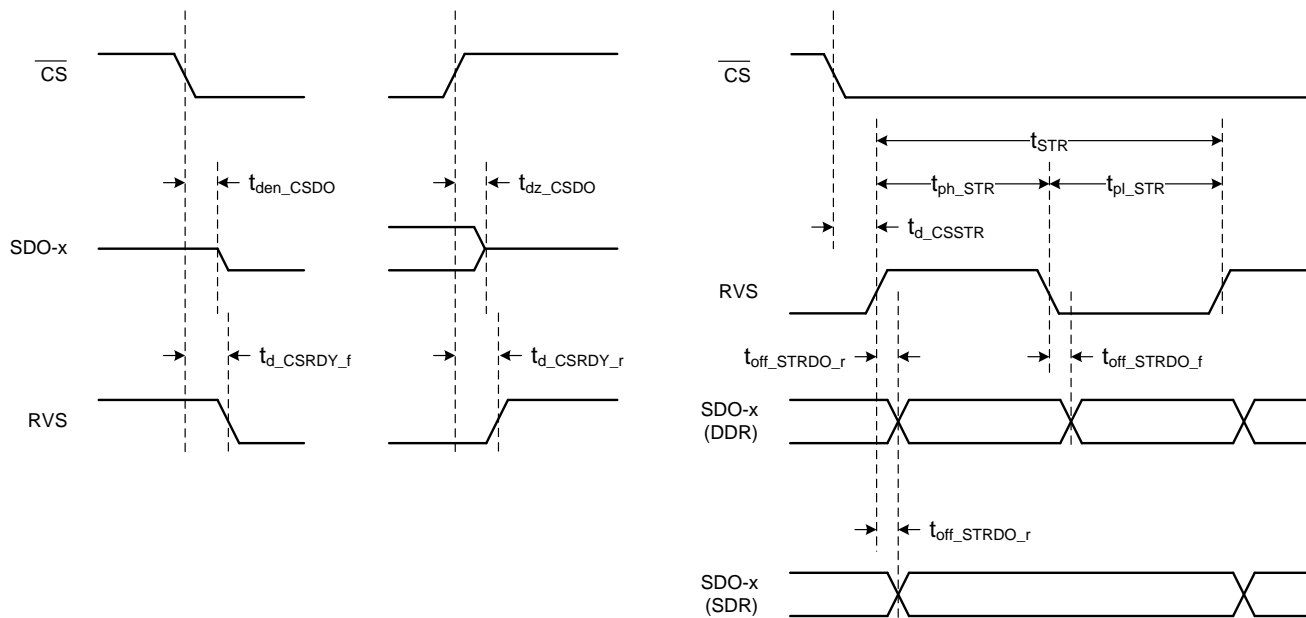 CS
t_den_CSDO
t_dz_CSDO
SDO-x
t_d_CSRDY_f
t_d_CSRDY_r
RVS
CS
t_STR
t_ph_STR
t_pl_STR
t_d_CSSTR
RVS
t_off_STRDO_r
t_off_STRDO_f
SDO-x
(DDR)
t_off_STRDO_r
SDO-x
(SDR)